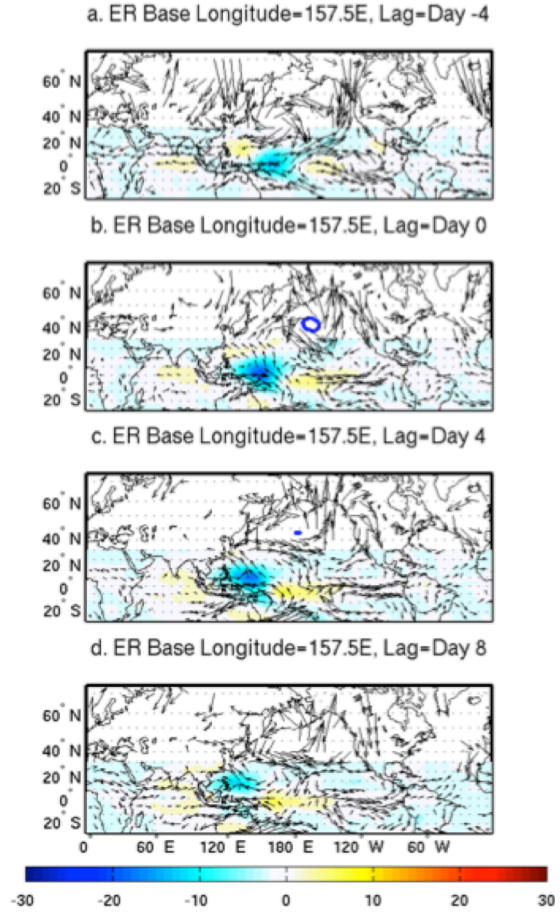 a. ER Base Longitude=157.5E, Lag=Day -4
60° N
40° N
20° N
0°
20° S
b. ER Base Longitude=157.5E, Lag=Day 0
60° N
40° N
20° N
0°
20° S
c. ER Base Longitude=157.5E, Lag=Day 4
60° N
40° N
20° N
0°
20° S
d. ER Base Longitude=157.5E, Lag=Day 8
60° N
40° N
20° N
0°
20° S
0° 60° E 120° E 180° E 120° W 60° W
-30 -20 -10 0 10 20 30